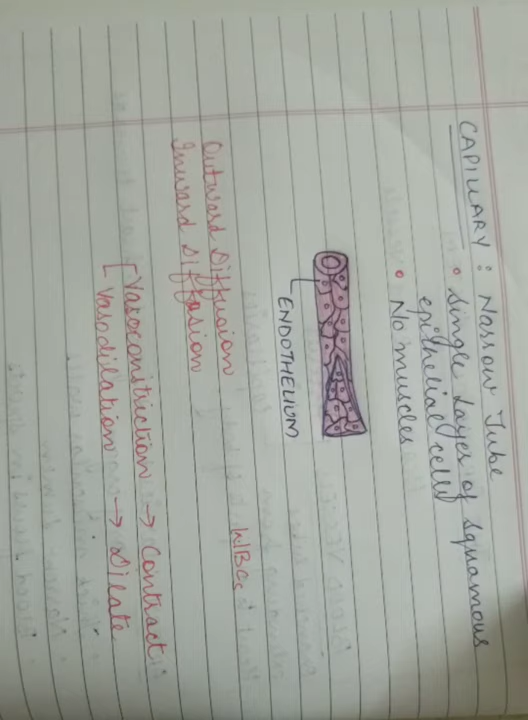 CAPILLARY : Narrow Tube
• Single Layer of Squamous
epithelial cells
• No muscles
ENDOTHELIUM
WBCs
Outward Diffusion
Inward Diffusion
[ Vasoconstriction → Contract
[ Vasodilation → Dilate